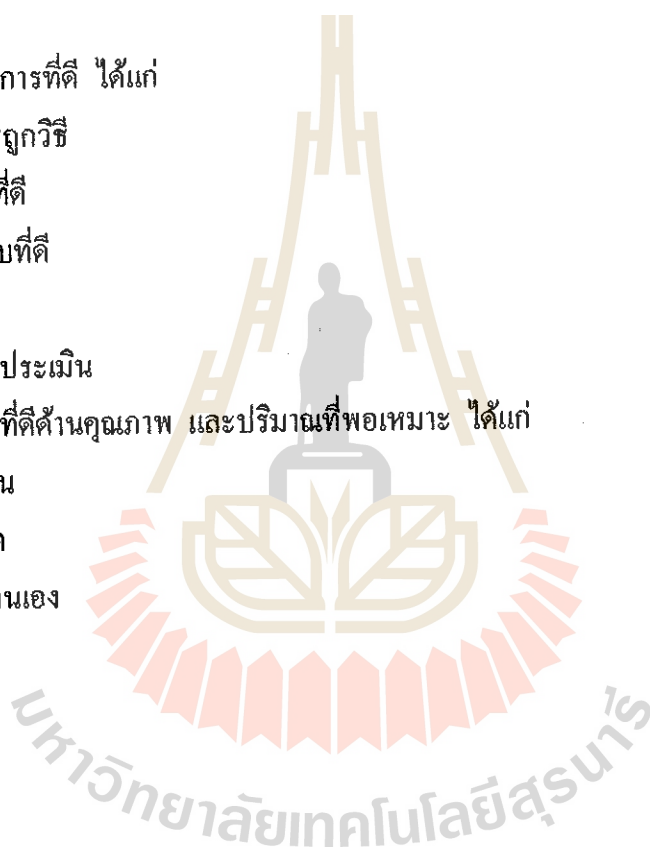 การที่ดี ได้แก่
ถูกวิธี
ที่ดี
บที่ดี
ประเมิน
ที่ดีด้านคุณภาพ และปริมาณที่พอเหมาะ ได้แก่
น
านเอง
มหาวิทยาลัยเทคโนโลยีสุรนารี